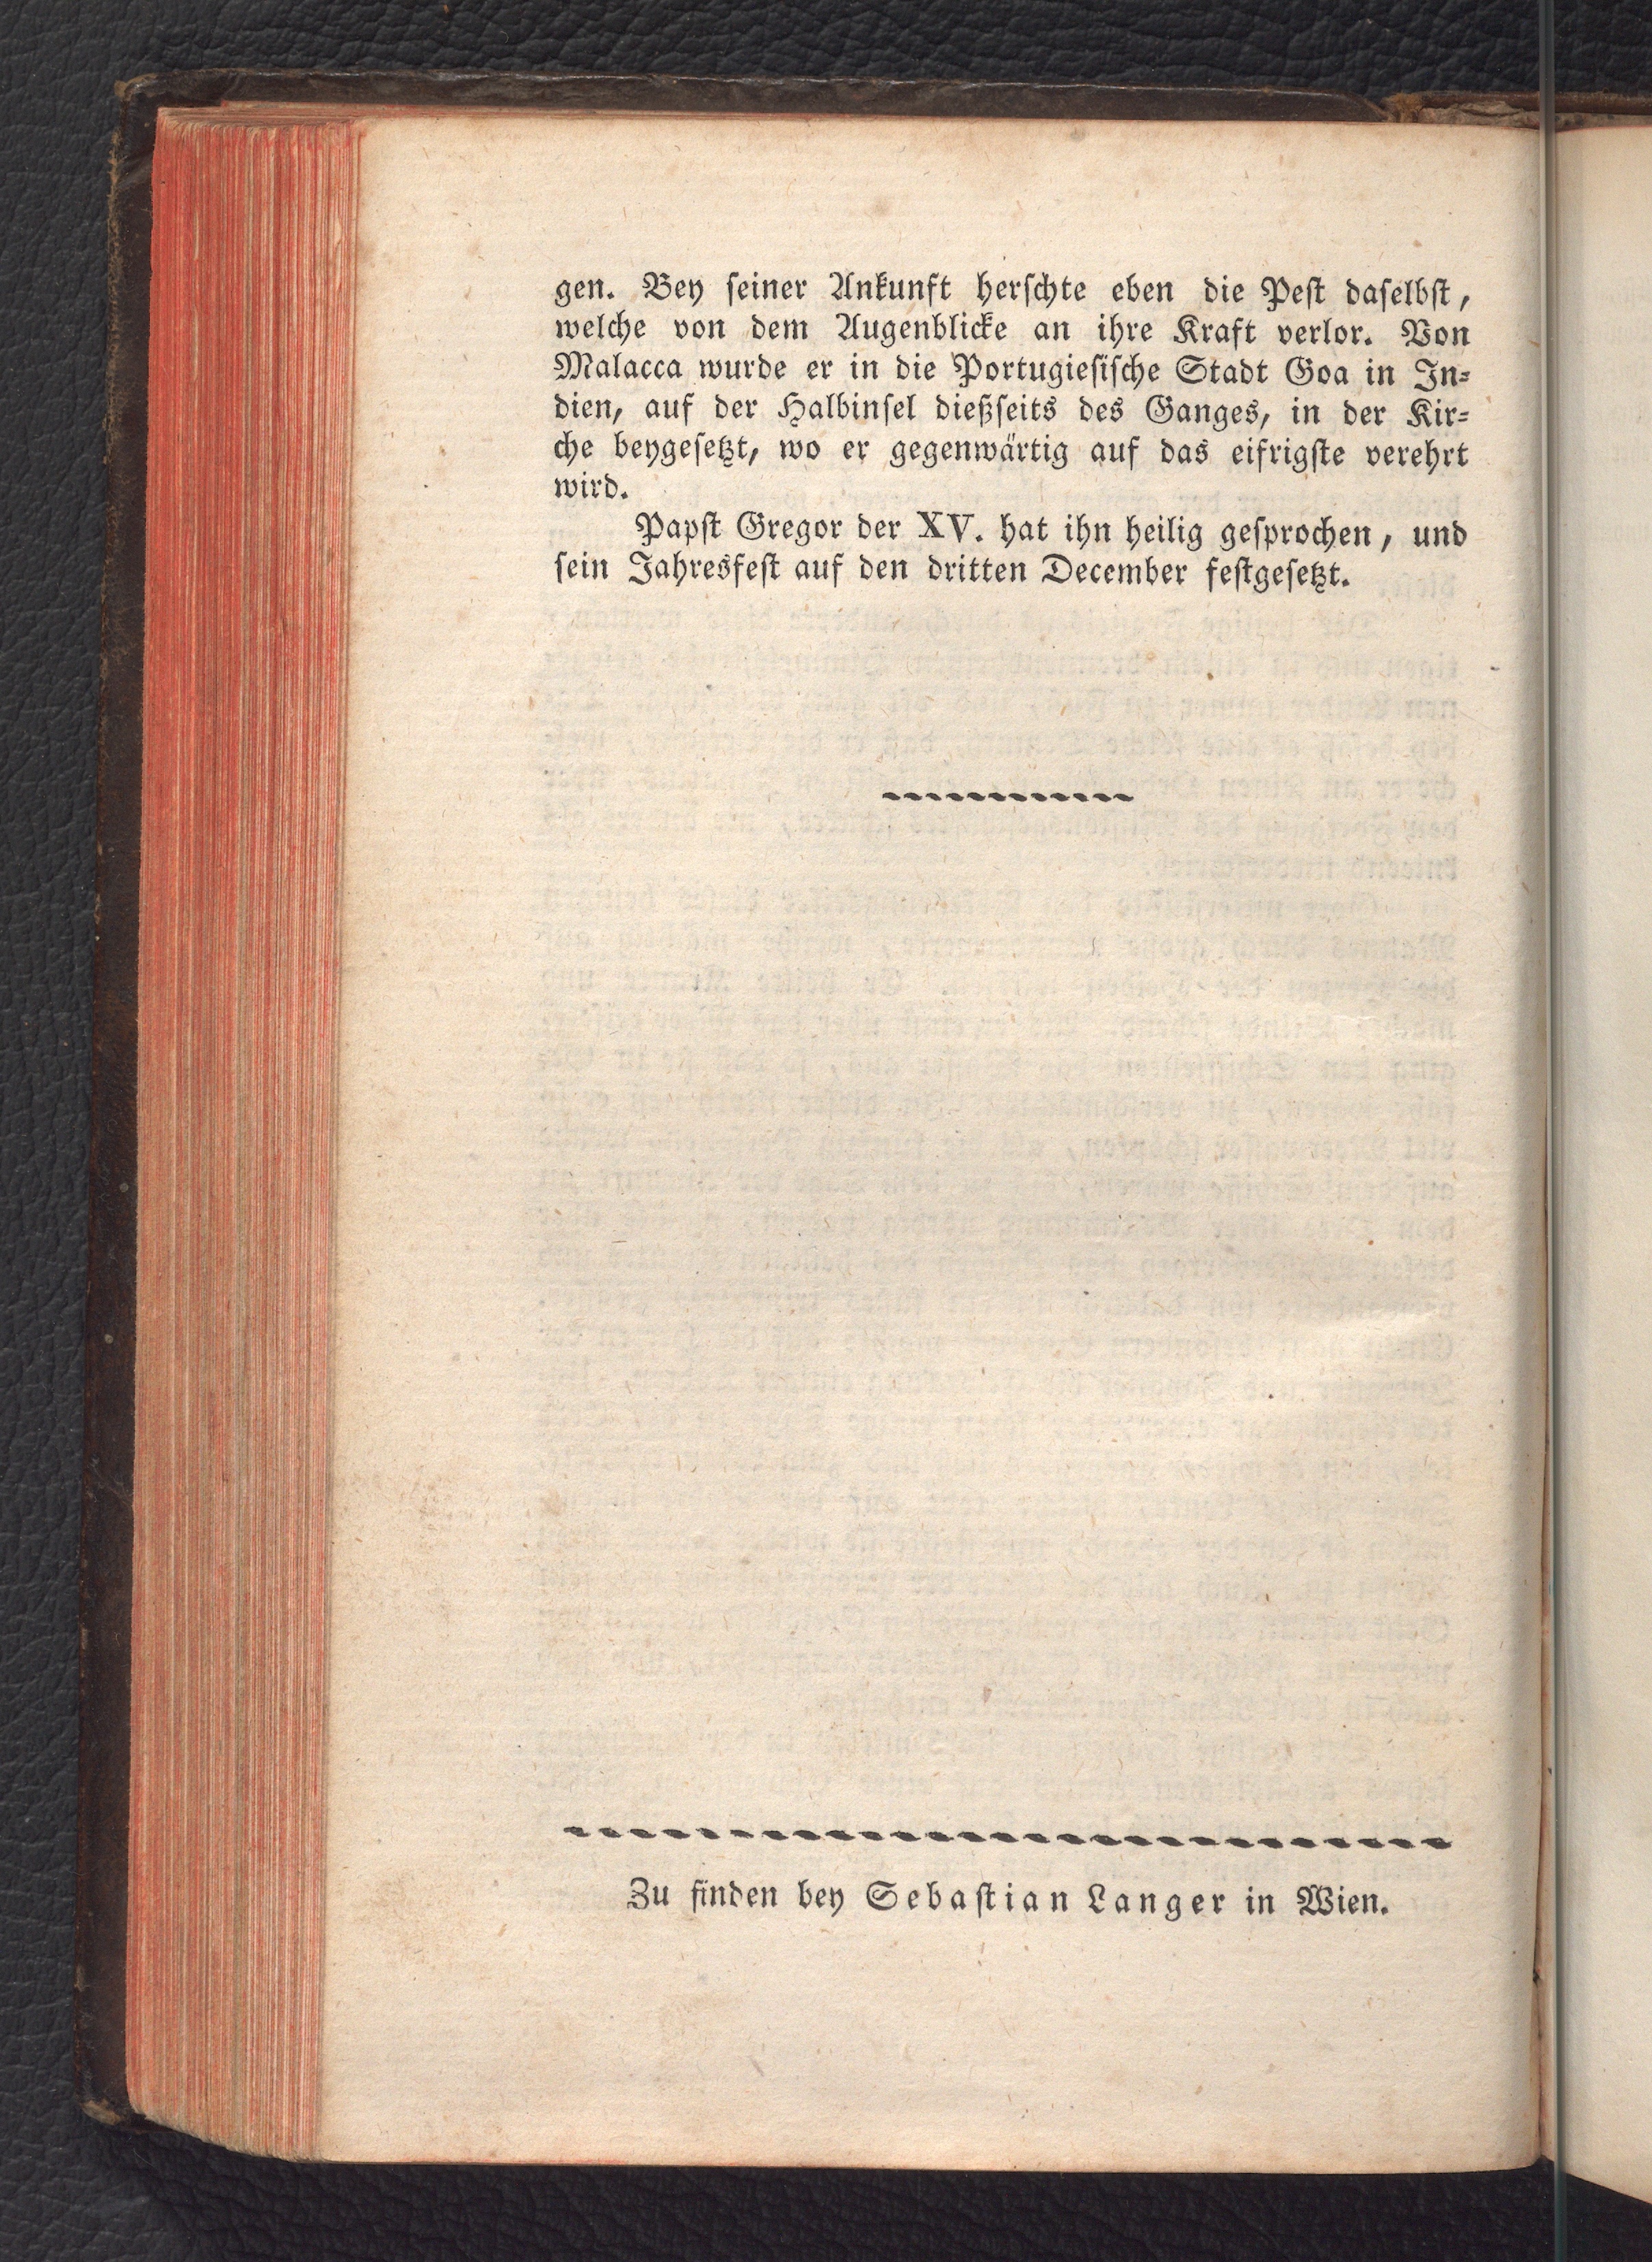 gen. Bey ſeiner Ankunft herſchte eben die Peſt daſelbſt,
welche von dem Augenblicke an ihre Kraft verlor. Von
Malacca wurde er in die Portugieſiſche Stadt Goa in In⸗
dien, auf der Halbinſel dießſeits des Ganges, in der Kir⸗
che beygeſetzt, wo er gegenwärtig auf das eifrigſte verehrt
wird.
Papſt Gregor der XV. hat ihn heilig geſprochen, und
ſein Jahresfeſt auf den dritten December feſtgeſetzt.
Zu finden bey Sebaſtian Langer in Wien.